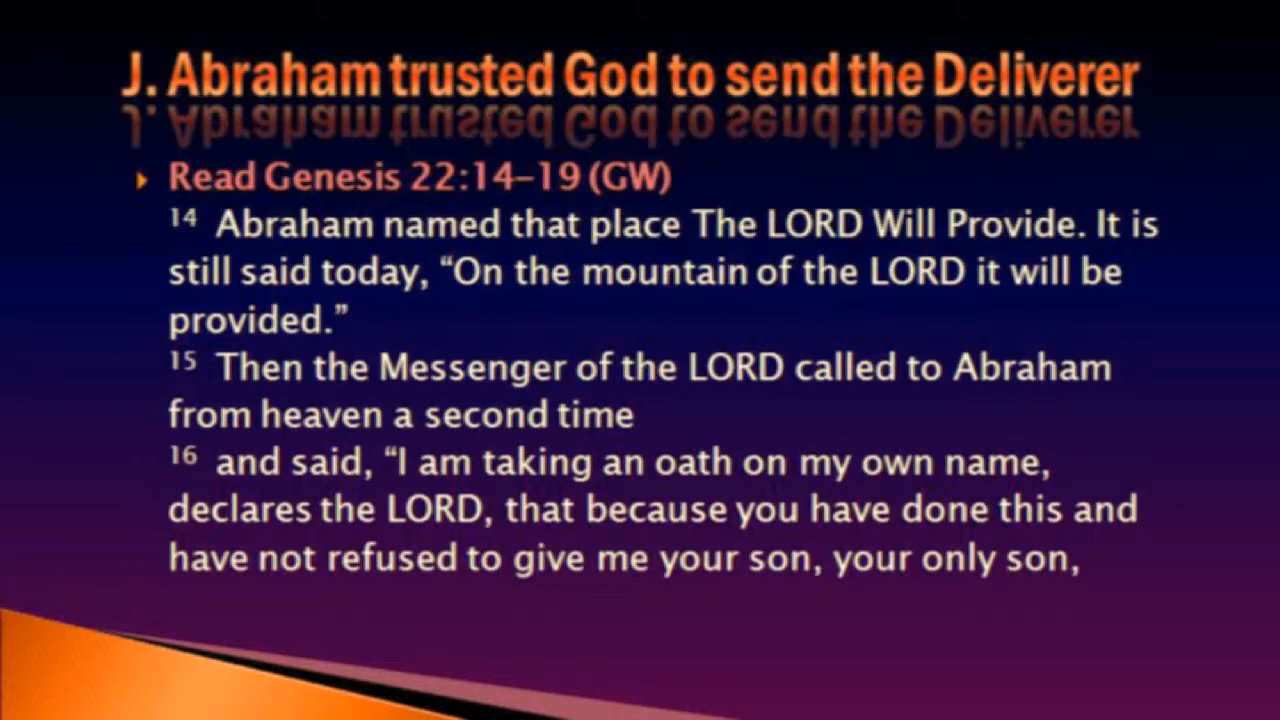 J. Abraham trusted God to send the Deliverer
Read Genesis 22:14–19 (GW)
14 Abraham named that place The LORD Will Provide. It is
still said today, “On the mountain of the LORD it will be
provided.”
15 Then the Messenger of the LORD called to Abraham
from heaven a second time
16 and said, “I am taking an oath on my own name,
declares the LORD, that because you have done this and
have not refused to give me your son, your only son,